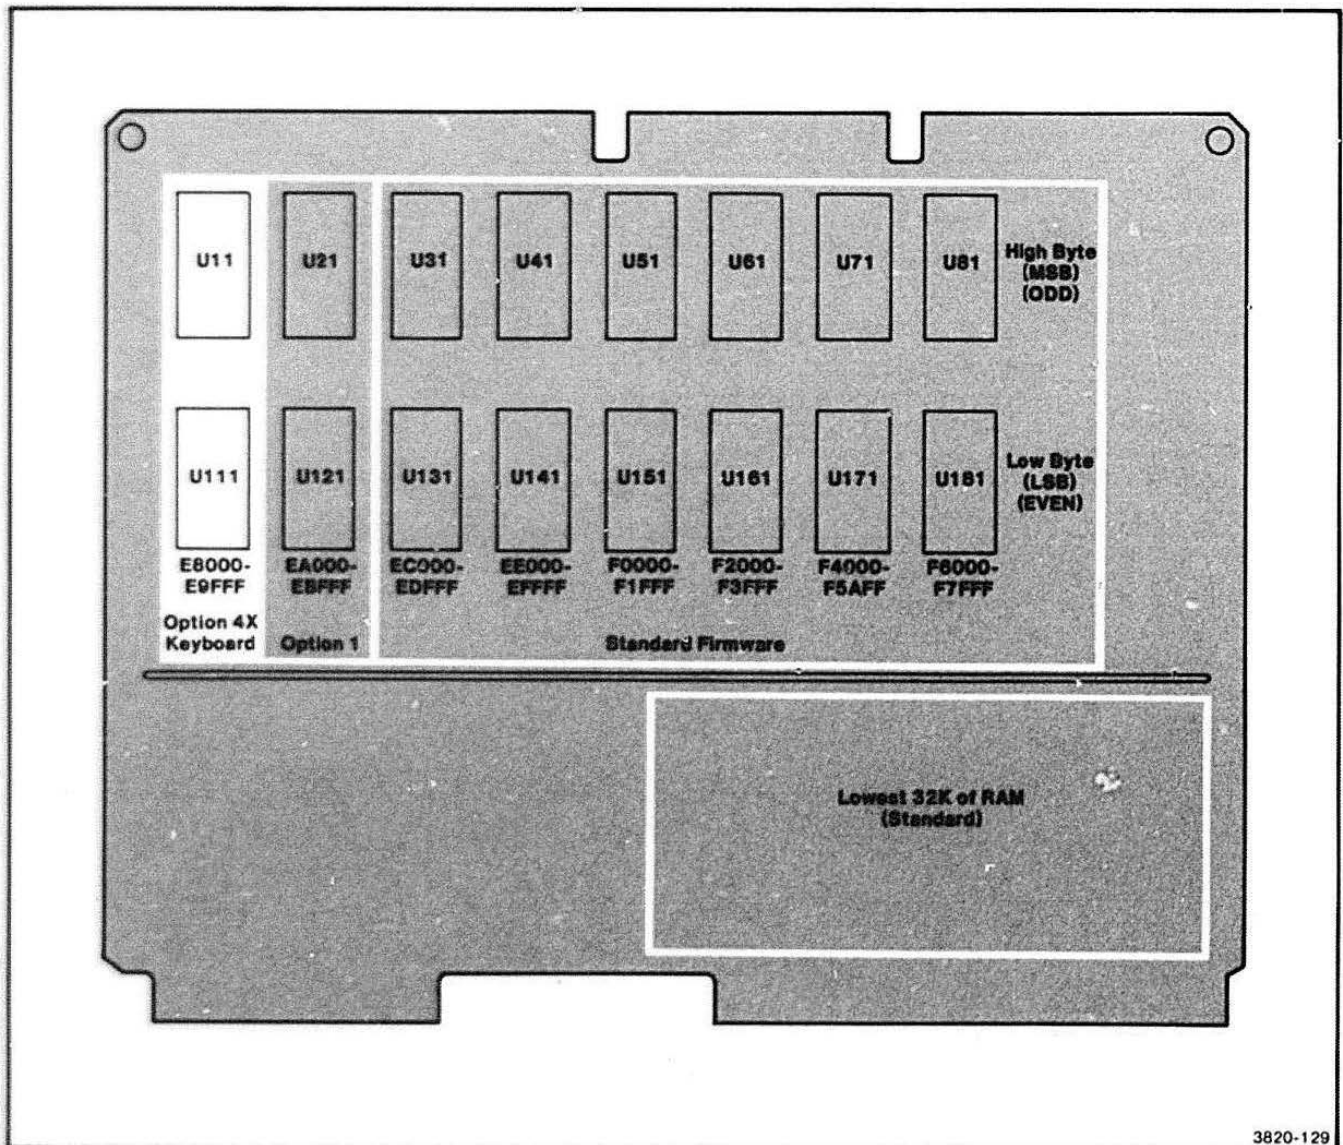 U11 U21 U31 U41 U51 U61 U71 U81
High Byte
(MSB)
(ODD)
U111 U121 U131 U141 U151 U161 U171 U181
Low Byte
(LSB)
(EVEN)
E8000- EA000- EC000- EE000- F0000- F2000- F4000- F6000-
E9FFF EBFFF EDFFF EFFFF F1FFF F3FFF F5AFF F7FFF
Option 4X
Keyboard Option 1 Standard Firmware
Lowest 32K of RAM
(Standard)
3820-129